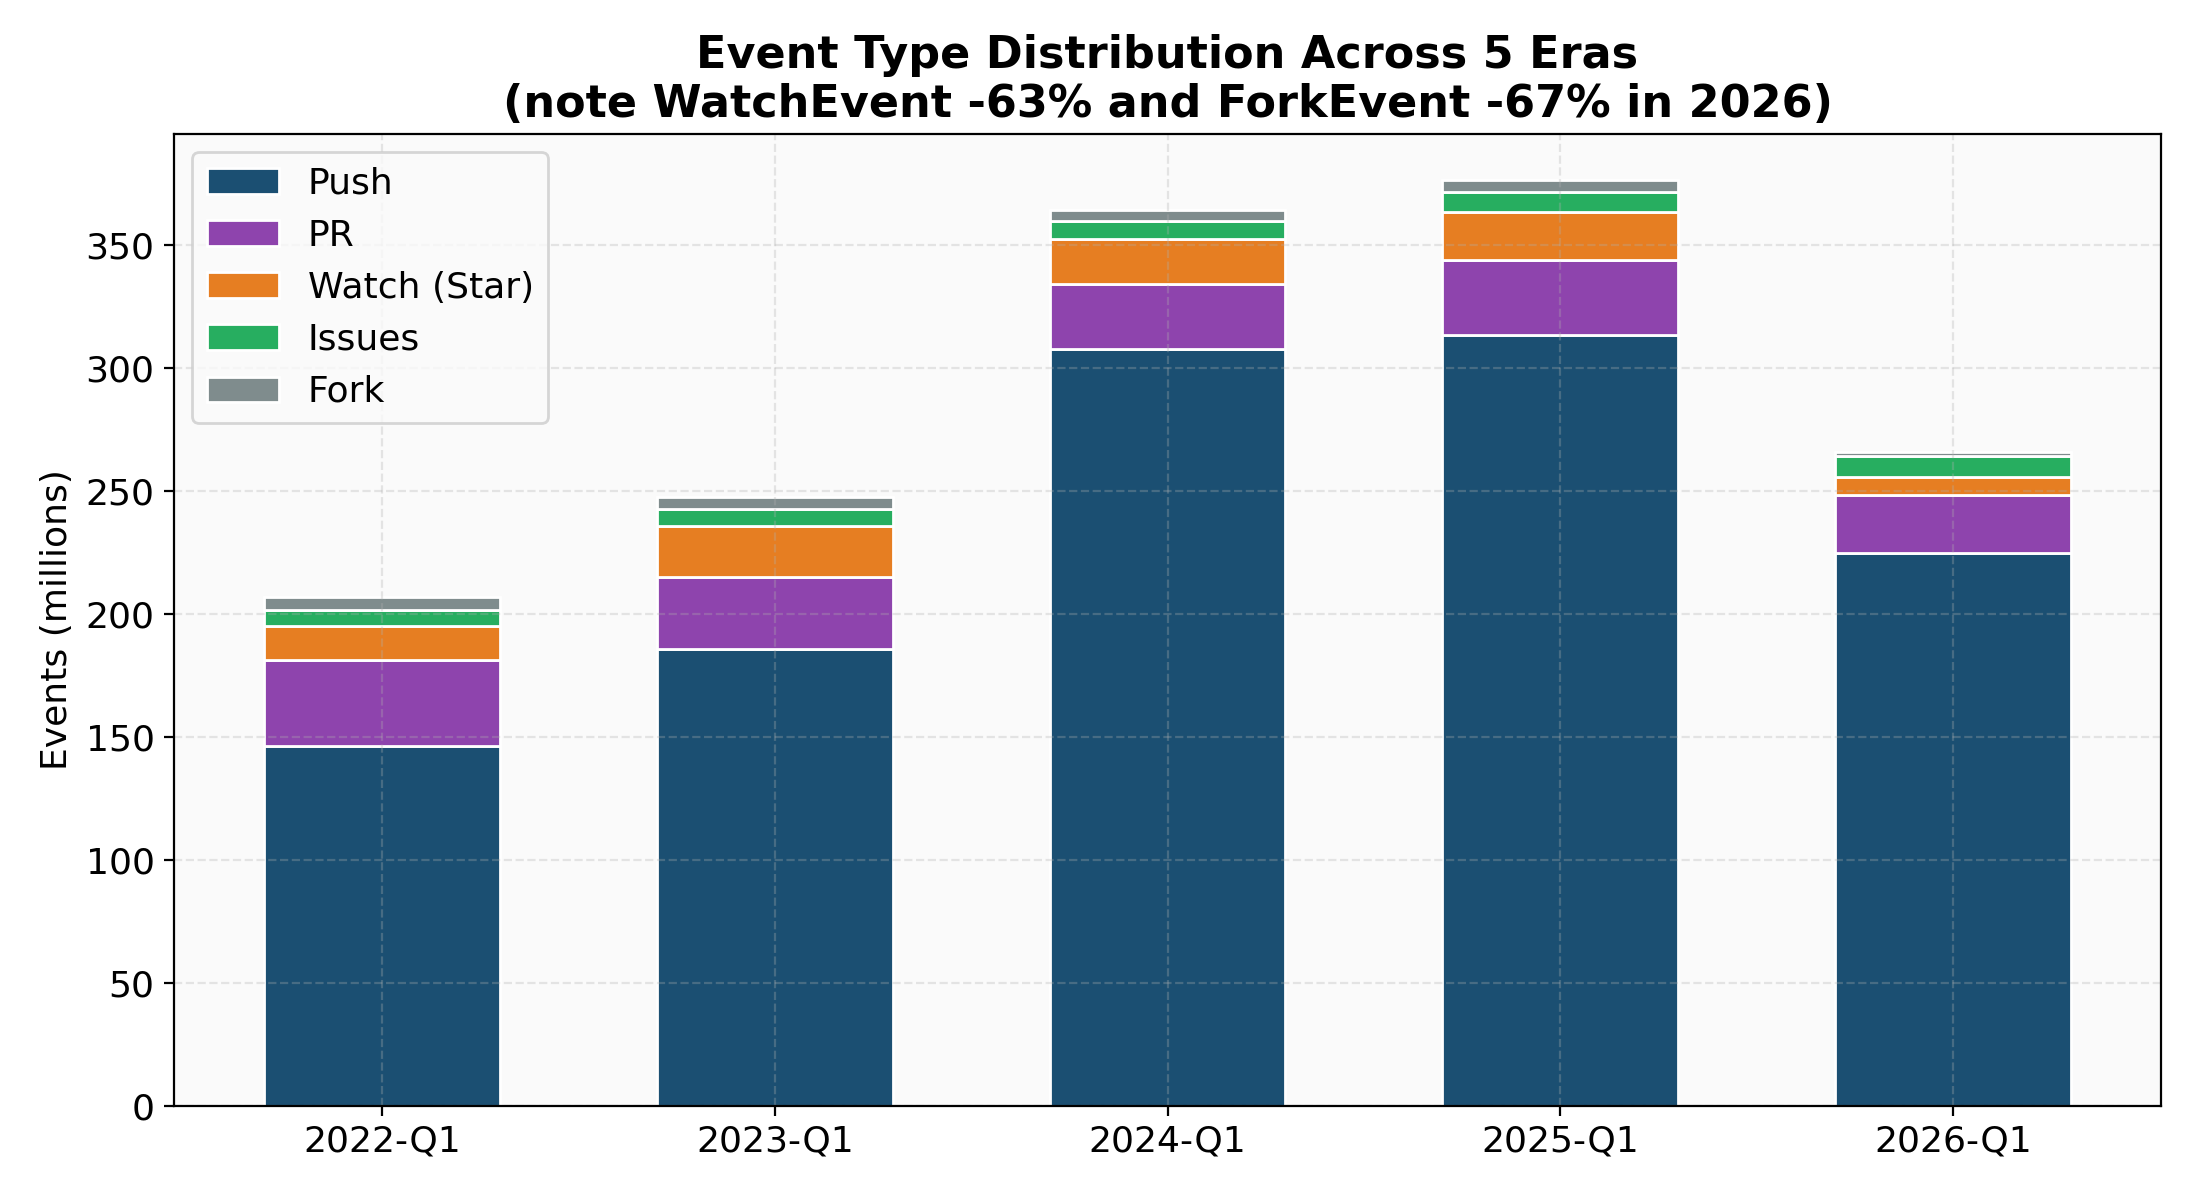 Event Type Distribution Across 5 Eras
(note WatchEvent -63% and ForkEvent -67% in 2026)
Push
PR
Watch (Star)
Issues
Fork
Events (millions)
350
300
250
200
150
100
50
0
2022-Q1
2023-Q1
2024-Q1
2025-Q1
2026-Q1